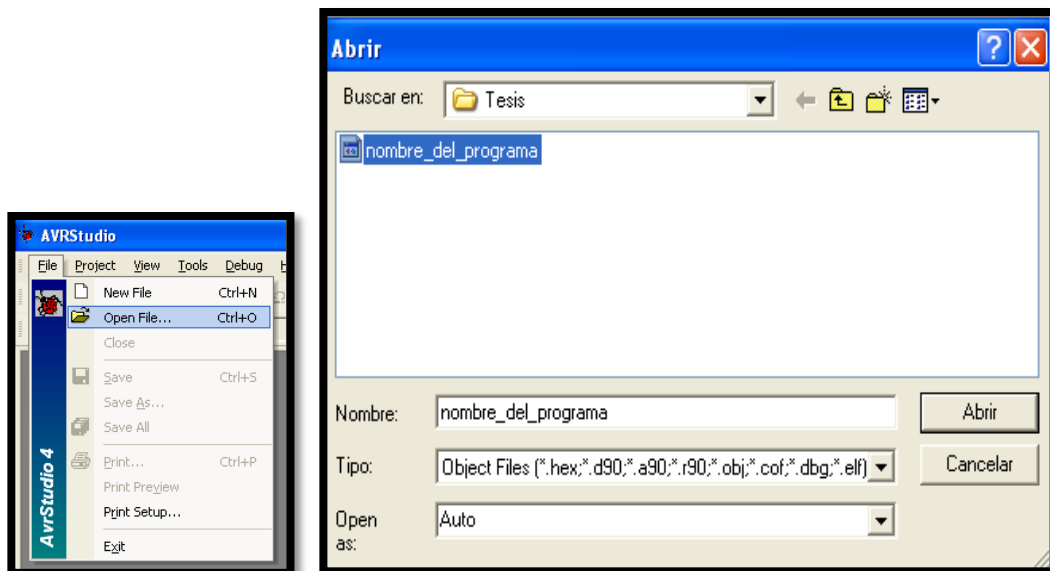 AVRStudio
File Project View Tools Debug
New File Ctrl+N
Open File... Ctrl+O
Close
Save Ctrl+S
Save As...
Save All
Print... Ctrl+P
Print Preview
Print Setup...
Exit
AvrStudio 4
Abrir
Buscar en: Tesis
nombre_del_programa
Nombre: nombre_del_programa Abrir
Tipo: Object Files (*.hex;*.d90;*.a90;*.r90;*.obj;*.cof;*.dbg;*.elf) Cancelar
Open Auto
as: